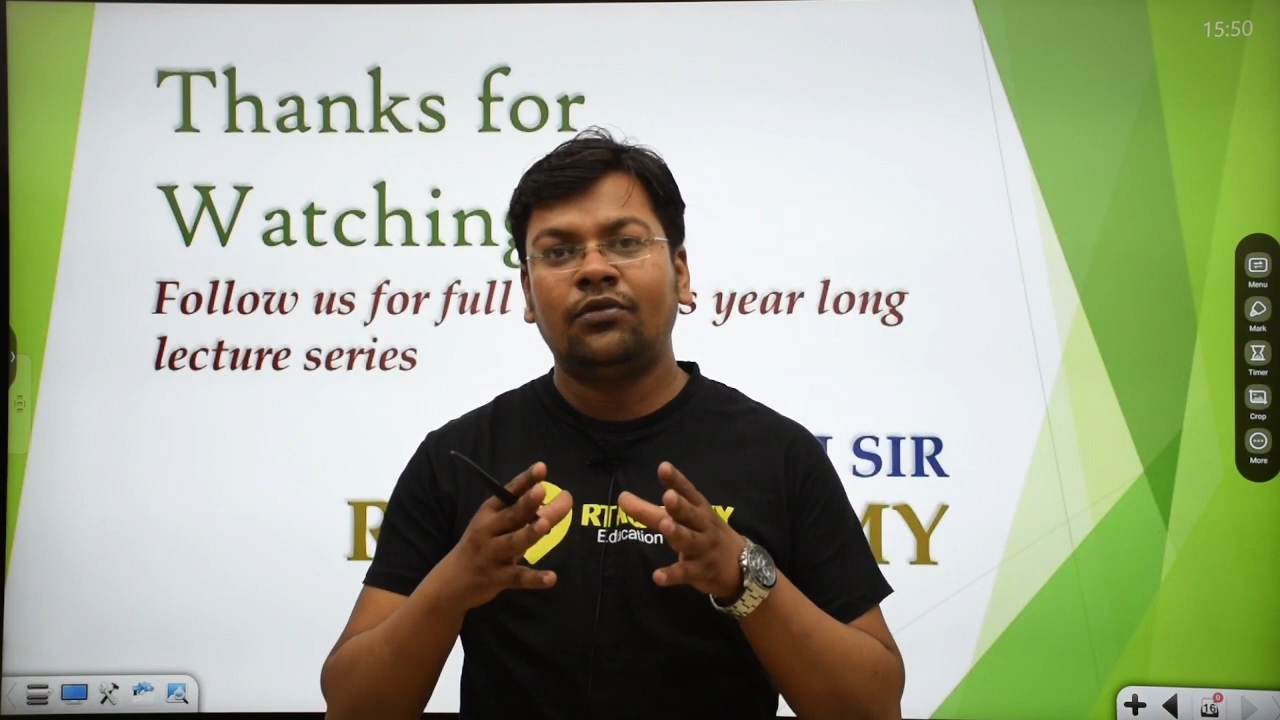 15:50
Thanks for
Watching
Follow us for full year long
lecture series
SIR
Education
Menu
Mark
Timer
Crop
More
16